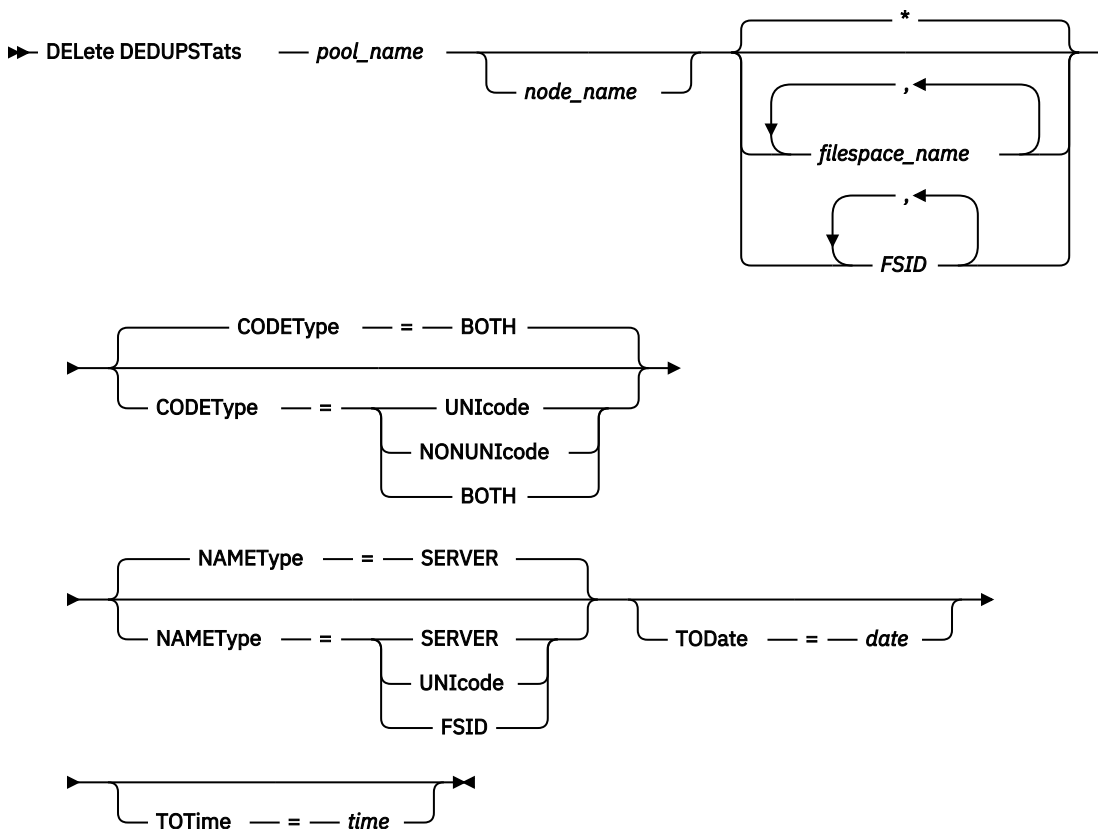 *
DELete DEDUPSTats pool_name
node_name
,
filespace_name
,
FSID
CODEType = BOTH
CODEType = UNIcode
NONUNIcode
BOTH
NAMEType = SERVER
NAMEType = SERVER
TODate = date
UNIcode
FSID
TOTime = time